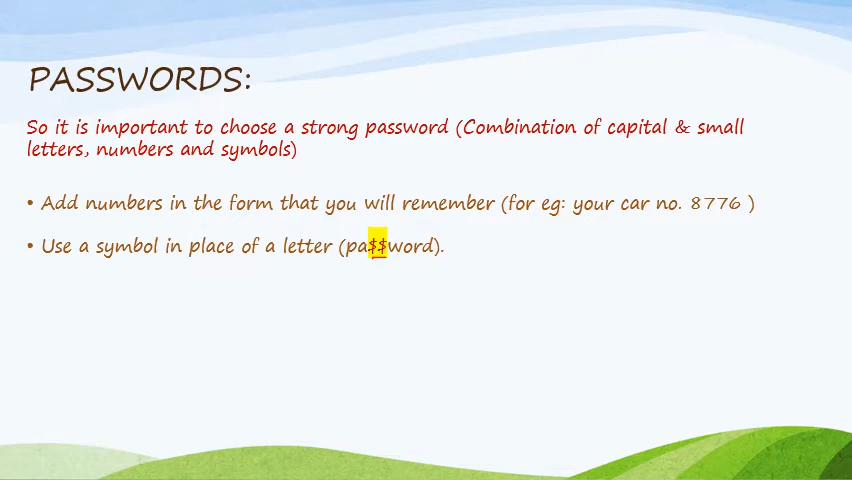 PASSWORDS:
So it is important to choose a strong password (Combination of capital & small
letters, numbers and symbols)
• Add numbers in the form that you will remember (for eg: your car no. 8776 )
• Use a symbol in place of a letter (pa$$word).